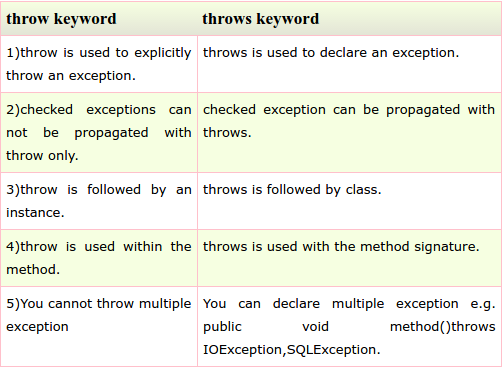 throw keyword throws keyword
1)throw is used to explicitly throws is used to declare an exception.
throw an exception.
2)checked exceptions can checked exception can be propagated with
not be propagated with throws.
throw only.
3)throw is followed by an throws is followed by class.
instance.
4)throw is used within the throws is used with the method signature.
method.
5)You cannot throw multiple You can declare multiple exception e.g.
exception public void method()throws
IOException,SQLException.